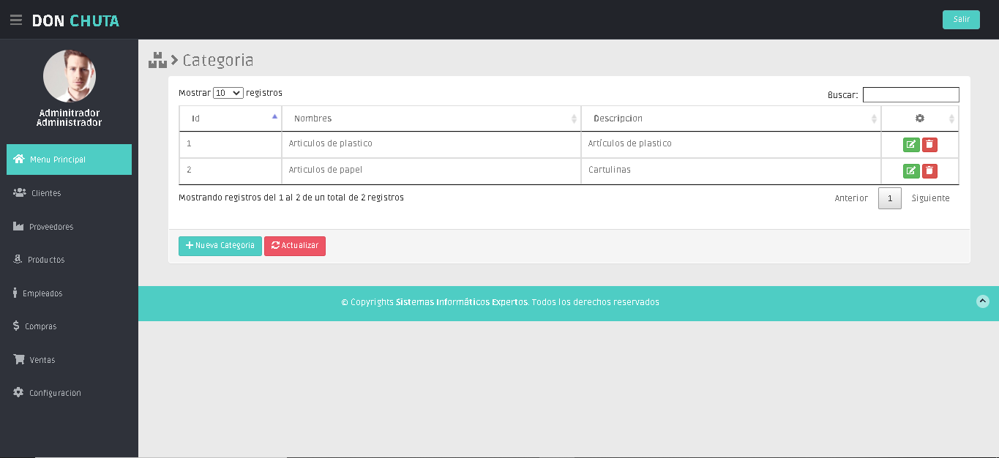 DON CHUTA
Salir
Adminitrador
Administrador
Menu Principal
Clientes
Proveedores
Productos
Empleados
Compras
Ventas
Configuracion
Categoria
Mostrar 10 registros
Buscar:
Id Nombres Descripcion
1 Articulos de plastico Artículos de plastico
2 Articulos de papel Cartulinas
Mostrando registros del 1 al 2 de un total de 2 registros
Anterior 1 Siguiente
Nueva Categoria Actualizar
© Copyrights Sistemas Informáticos Expertos. Todos los derechos reservados